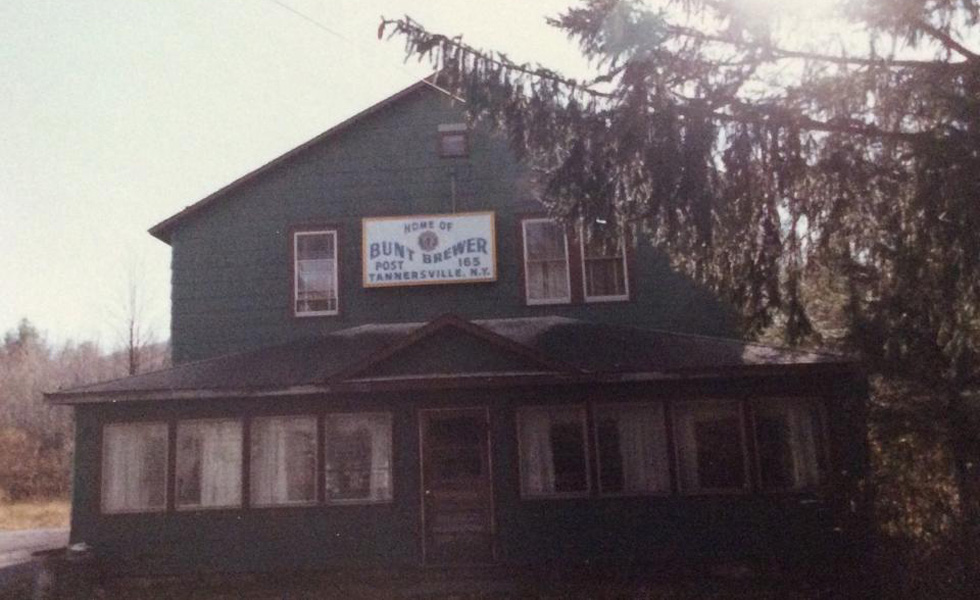 HOME OF
BUNT BREWER
POST 165
TANNERSVILLE, N.Y.